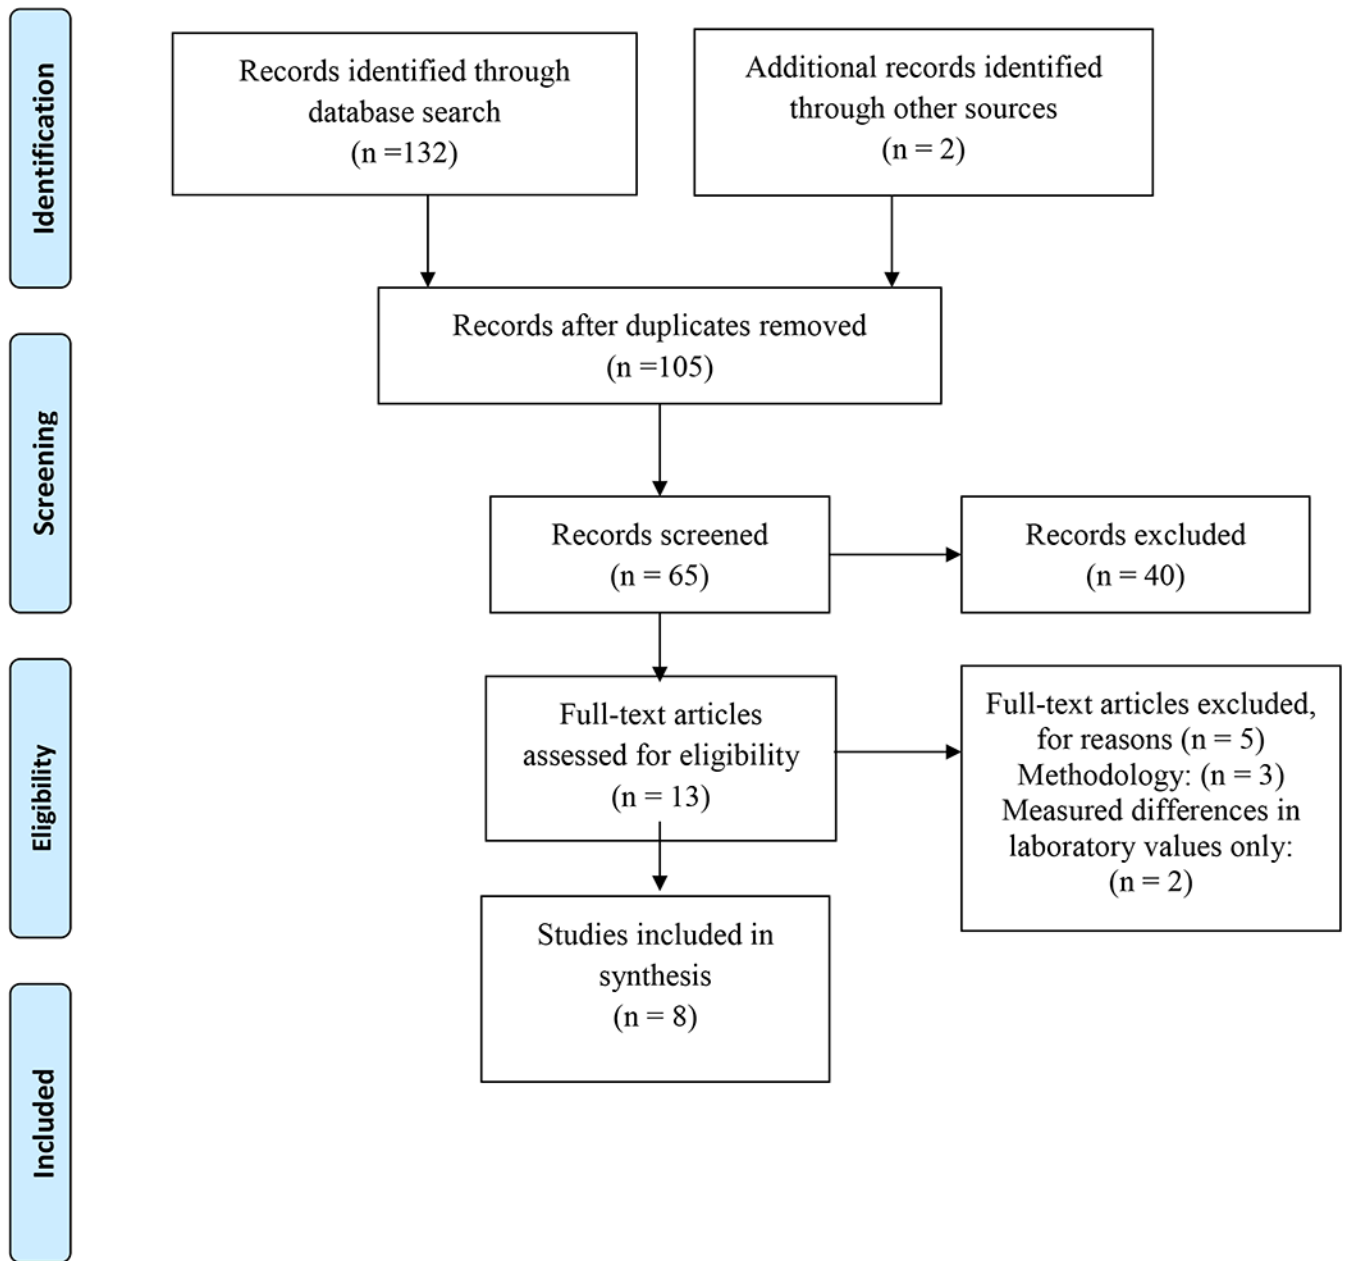 Identification
Records identified through
database search
(n =132)
Additional records identified
through other sources
(n = 2)
Records after duplicates removed
(n =105)
Screening
Records screened
(n = 65)
Records excluded
(n = 40)
Eligibility
Full-text articles
assessed for eligibility
(n = 13)
Full-text articles excluded,
for reasons (n = 5)
Methodology: (n = 3)
Measured differences in
laboratory values only:
(n = 2)
Studies included in
synthesis
(n = 8)
Included